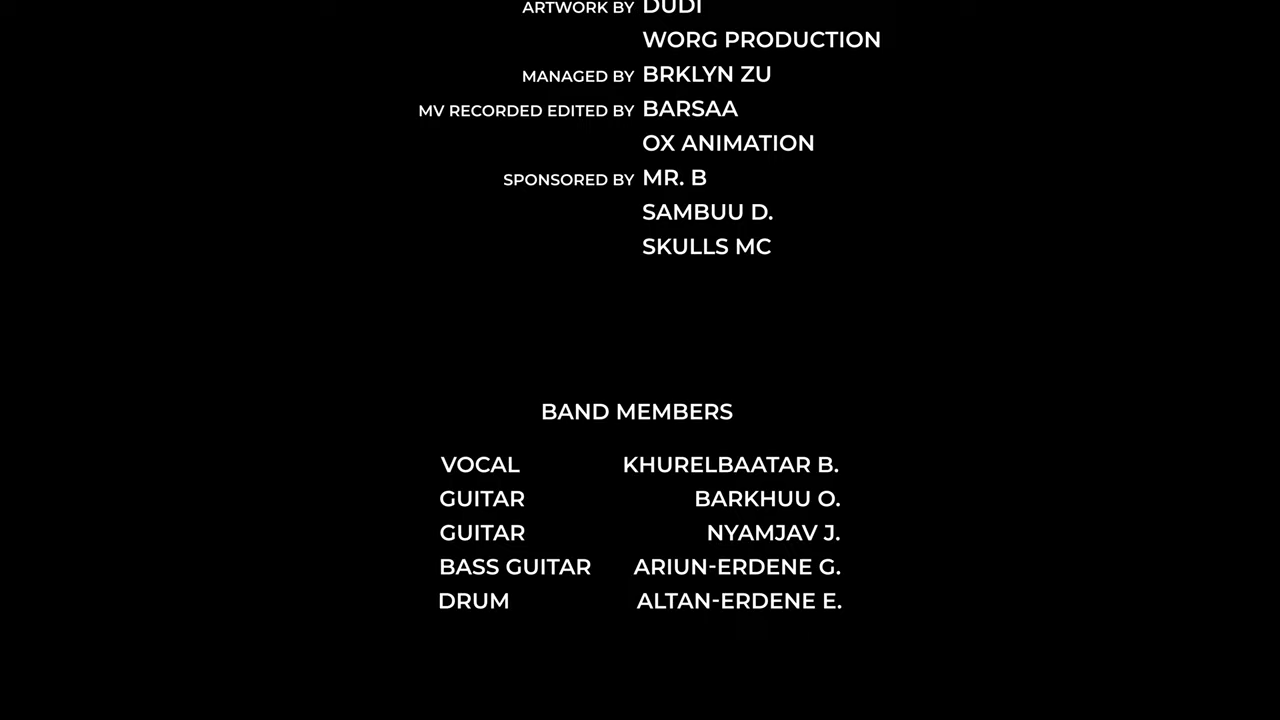 ARTWORK BY DUDI
WORG PRODUCTION
MANAGED BY BRKLYN ZU
MV RECORDED EDITED BY BARSAA
OX ANIMATION
SPONSORED BY MR. B
SAMBUU D.
SKULLS MC
BAND MEMBERS
VOCAL KHURELBAATAR B.
GUITAR BARKHUU O.
GUITAR NYAMJAV J.
BASS GUITAR ARIUN-ERDENE G.
DRUM ALTAN-ERDENE E.